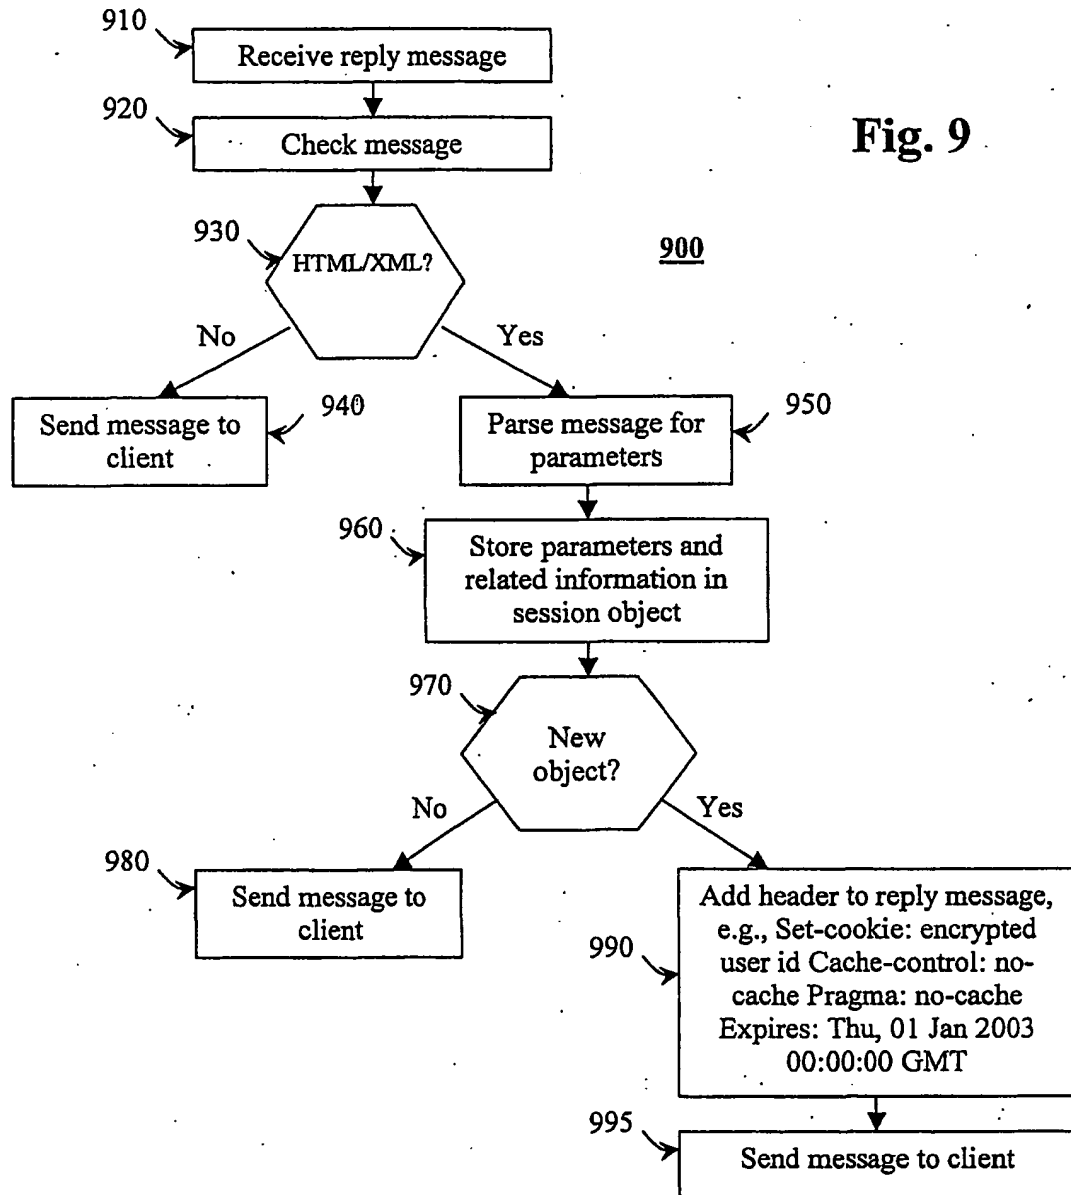 910
Receive reply message
920
Check message
Fig. 9
930
HTML/XML?
900
No
Yes
940
Send message to
client
950
Parse message for
parameters
960
Store parameters and
related information in
session object
970
New
object?
No
Yes
980
Send message to
client
990
Add header to reply message,
e.g., Set-cookie: encrypted
user id Cache-control: no-
cache Pragma: no-cache
Expires: Thu, 01 Jan 2003
00:00:00 GMT
995
Send message to client